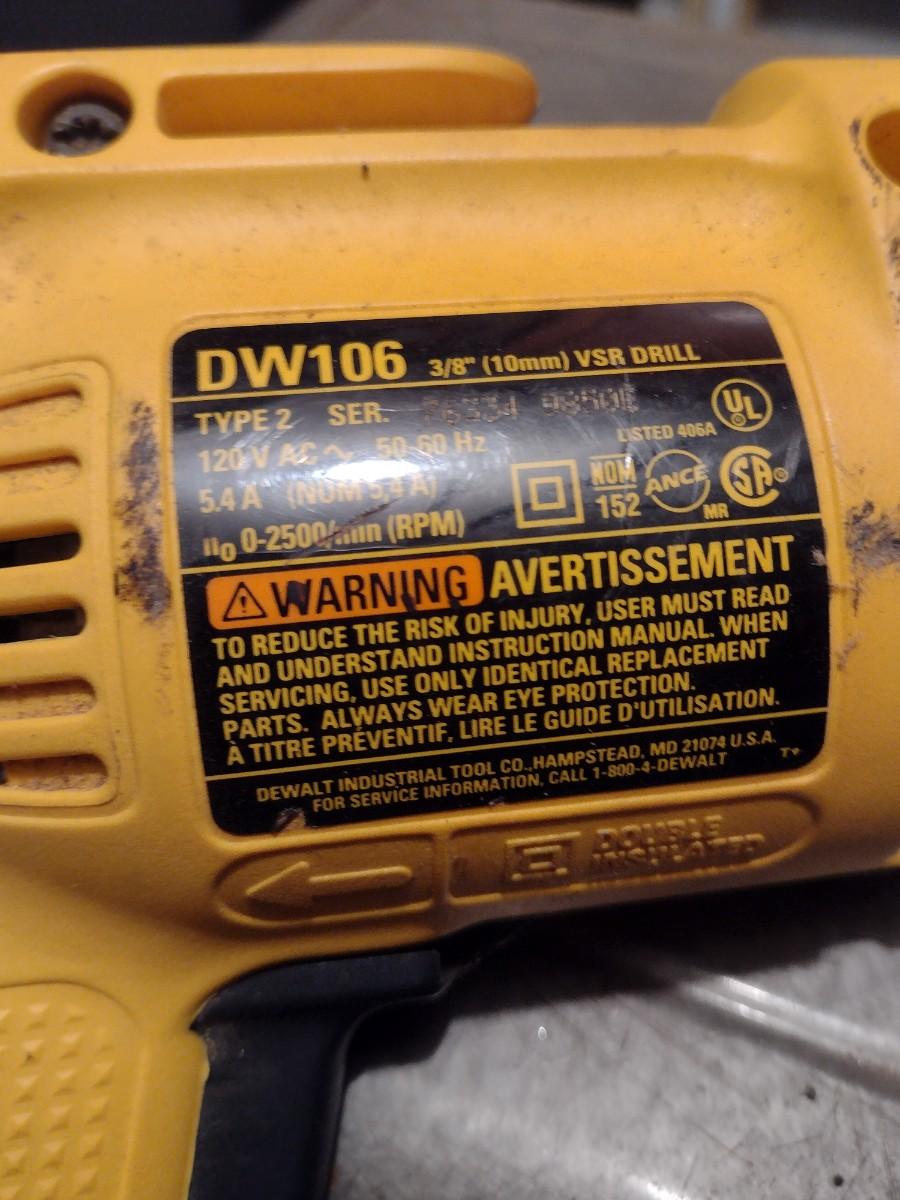 DW106 3/8" (10mm) VSR DRILL
TYPE 2 SER.
UL
120 V AC ~ 50-60 Hz
LISTED 406A
5.4 A (NOM 5,4 A)
NOM
152
ANCE
SA®
MR
n0 0-2500/min (RPM)
⚠WARNING AVERTISSEMENT
TO REDUCE THE RISK OF INJURY, USER MUST READ
AND UNDERSTAND INSTRUCTION MANUAL. WHEN
SERVICING, USE ONLY IDENTICAL REPLACEMENT
PARTS. ALWAYS WEAR EYE PROTECTION.
À TITRE PRÉVENTIF, LIRE LE GUIDE D'UTILISATION.
DEWALT INDUSTRIAL TOOL CO.,HAMPSTEAD, MD 21074 U.S.A.
FOR SERVICE INFORMATION, CALL 1-800-4-DEWALT
DOUBLE
INSULATED